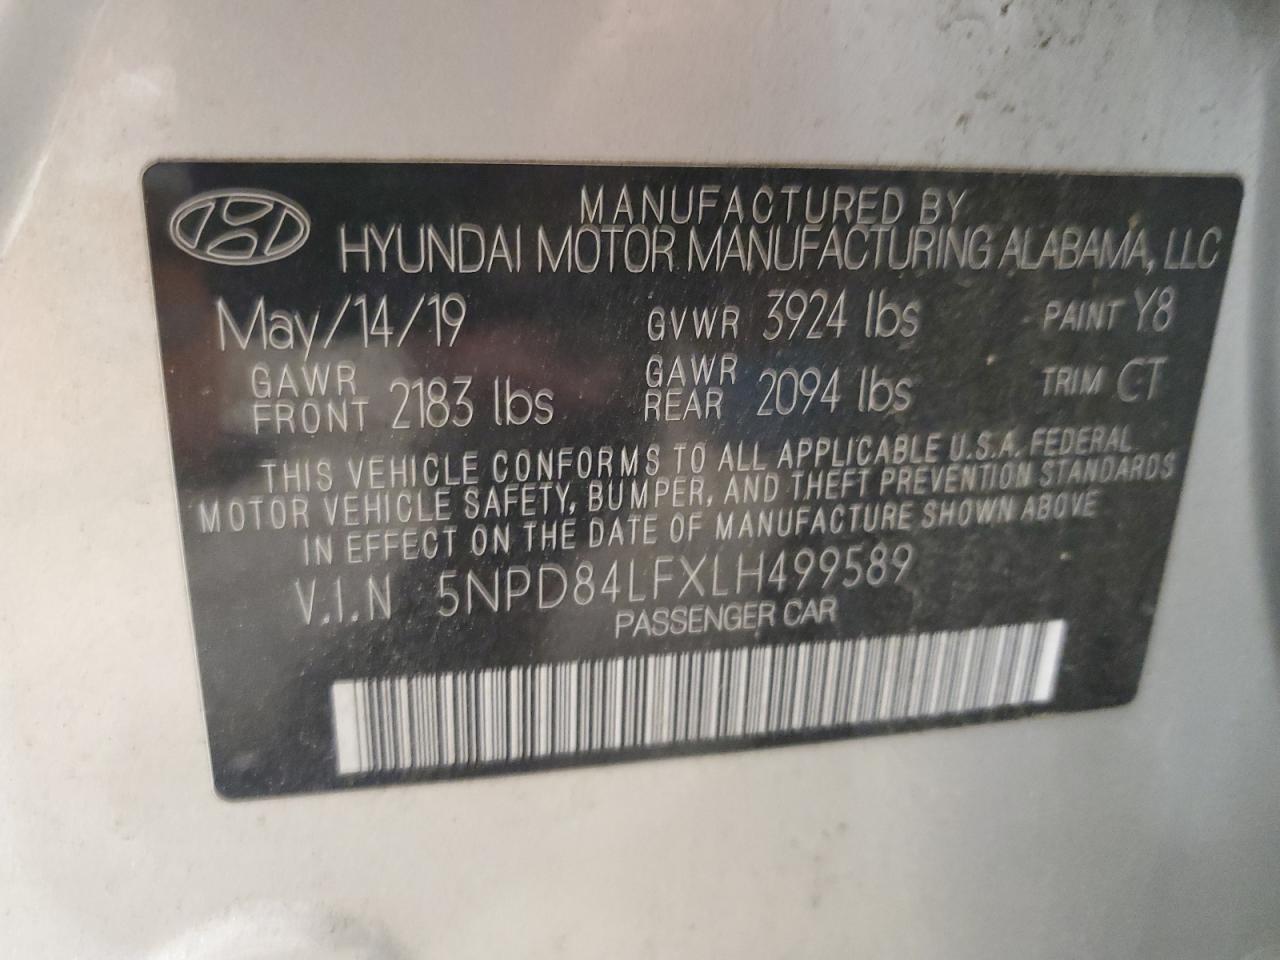 MANUFACTURED BY
HYUNDAI MOTOR MANUFACTURING ALABAMA, LLC
May/14/19 GVWR 3924 lbs PAINT Y8
GAWR FRONT 2183 lbs GAWR REAR 2094 lbs TRIM CT
THIS VEHICLE CONFORMS TO ALL APPLICABLE U.S.A. FEDERAL
MOTOR VEHICLE SAFETY, BUMPER, AND THEFT PREVENTION STANDARDS
IN EFFECT ON THE DATE OF MANUFACTURE SHOWN ABOVE
V.I.N 5NPD84LFXLH499589
PASSENGER CAR